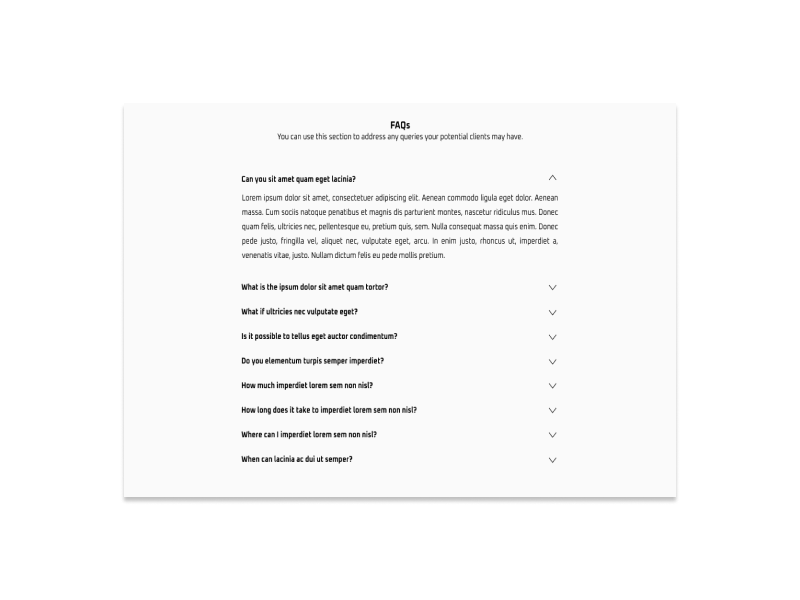 FAQs
You can use this section to address any queries your potential clients may have.
Can you sit amet quam eget lacinia?
Lorem ipsum dolor sit amet, consectetuer adipiscing elit. Aenean commodo ligula eget dolor. Aenean
massa. Cum sociis natoque penatibus et magnis dis parturient montes, nascetur ridiculus mus. Donec
quam felis, ultricies nec, pellentesque eu, pretium quis, sem. Nulla consequat massa quis enim. Donec
pede justo, fringilla vel, aliquet nec, vulputate eget, arcu. In enim justo, rhoncus ut, imperdiet a,
venenatis vitae, justo. Nullam dictum felis eu pede mollis pretium.
What is the ipsum dolor sit amet quam tortor?
What if ultricies nec vulputate eget?
Is it possible to tellus eget auctor condimentum?
Do you elementum turpis semper imperdiet?
How much imperdiet lorem sem non nisl?
How long does it take to imperdiet lorem sem non nisl?
Where can I imperdiet lorem sem non nisl?
When can lacinia ac dui ut semper?